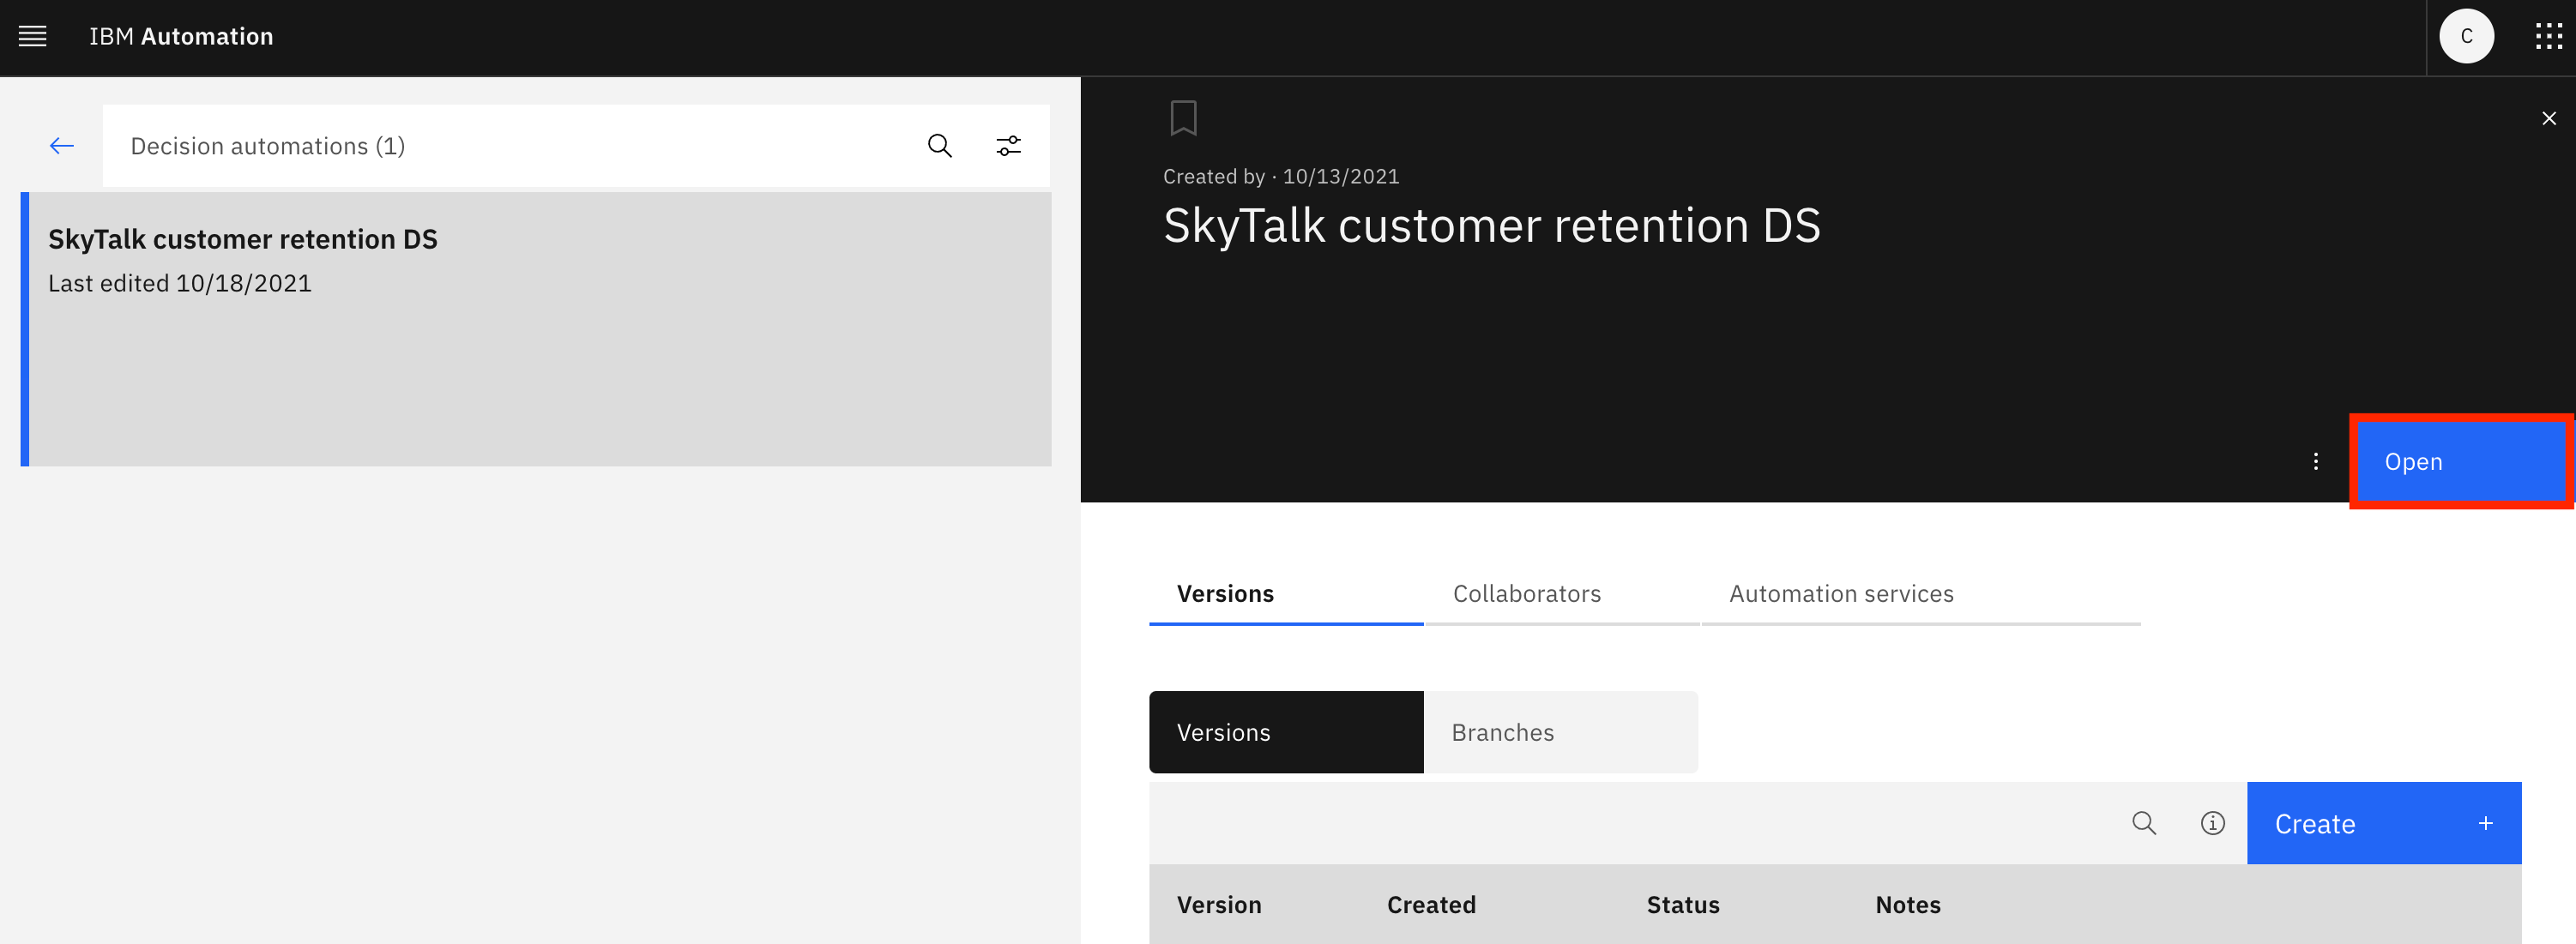 IBM Automation
C
Decision automations (1)
SkyTalk customer retention DS
Last edited 10/18/2021
Created by · 10/13/2021
SkyTalk customer retention DS
Open
Versions
Collaborators
Automation services
Versions
Branches
Create +
Version Created Status Notes